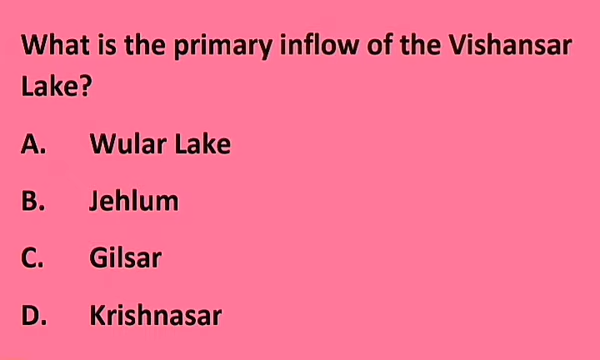 What is the primary inflow of the Vishansar
Lake?
A. Wular Lake
B. Jehlum
C. Gilsar
D. Krishnasar